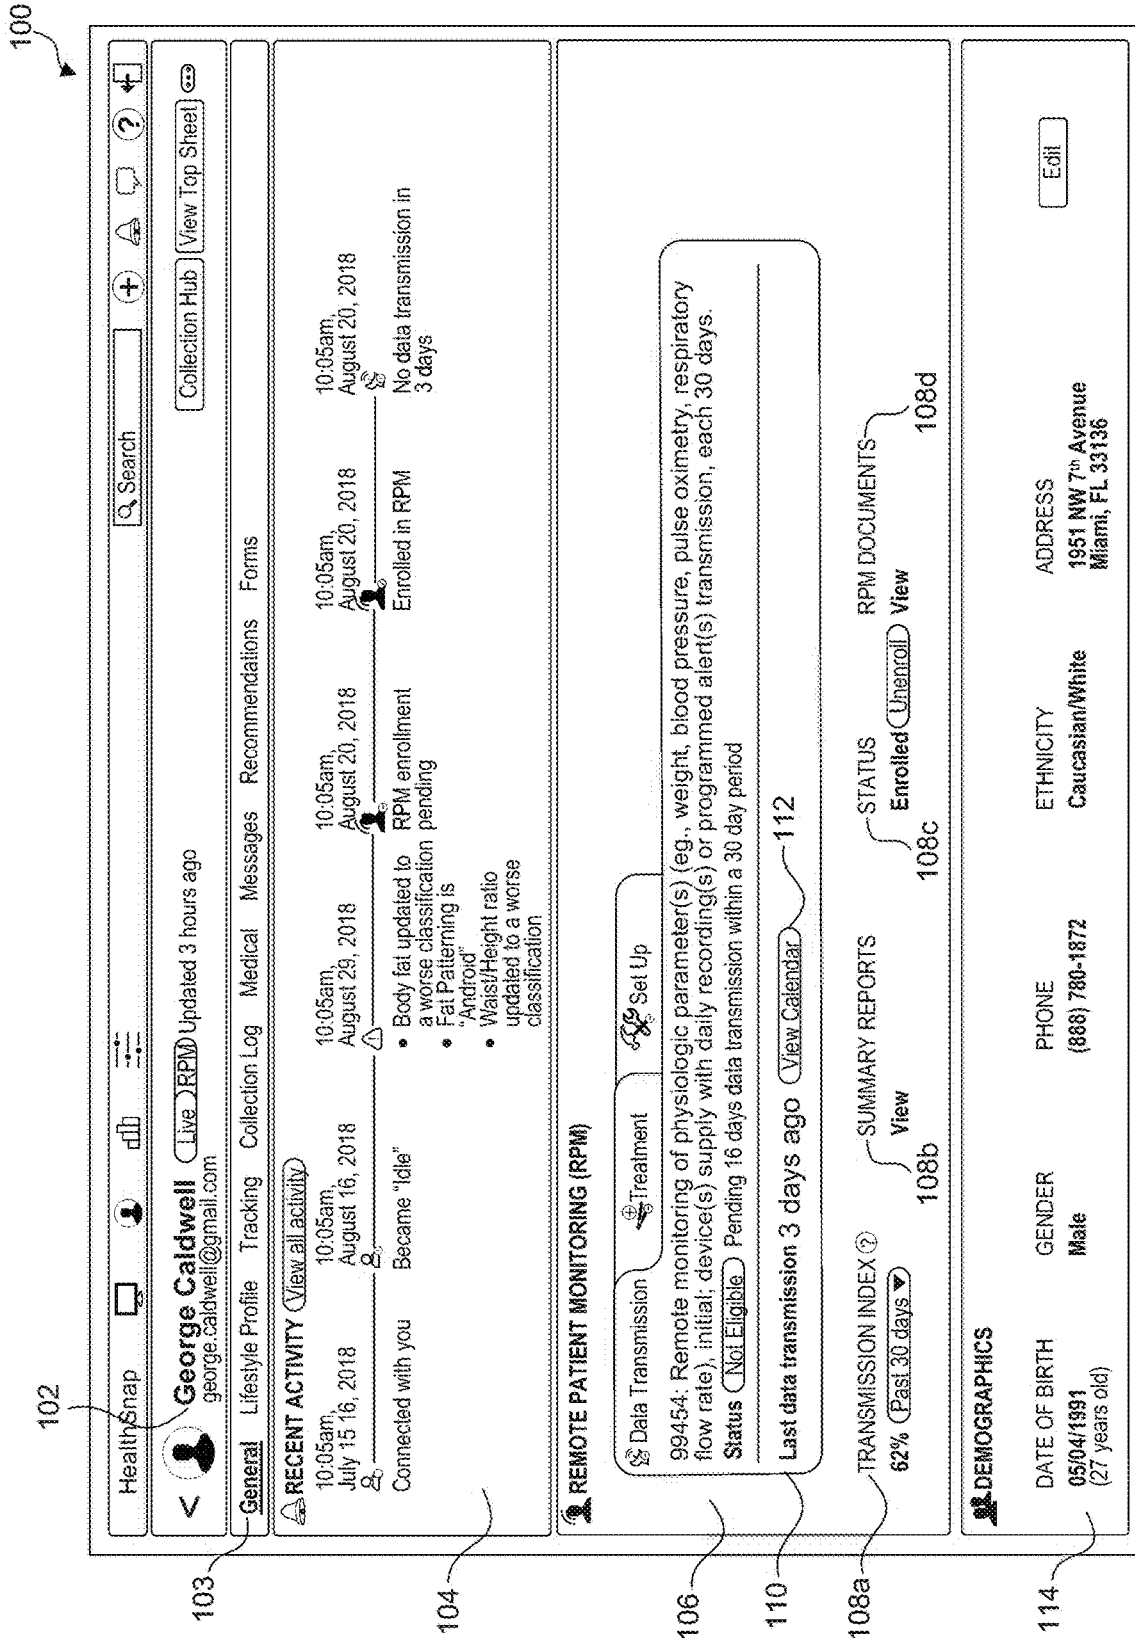 100
HealthSnap
Search
?
102
<
George Caldwell
Live
RPM
Updated 3 hours ago
george.caldwell@gmail.com
Collection Hub
View Top Sheet
103
General
Lifestyle Profile
Tracking
Collection Log
Medical
Messages
Recommendations
Forms
RECENT ACTIVITY
View all activity
10:05am,
July 15 16, 2018
Connected with you
10:05am,
August 16, 2018
Became "Idle"
10:05am,
August 29, 2018
• Body fat updated to
a worse classification
• Fat Patterning is
"Android"
• Waist/Height ratio
updated to a worse
classification
10:05am,
August 20, 2018
RPM enrollment
pending
10:05am,
August 20, 2018
Enrolled in RPM
10:05am,
August 20, 2018
No data transmission in
3 days
104
REMOTE PATIENT MONITORING (RPM)
Data Transmission
Treatment
Set Up
99454: Remote monitoring of physiologic parameter(s) (eg., weight, blood pressure, pulse oximetry, respiratory
flow rate), initial; device(s) supply with daily recording(s) or programmed alert(s) transmission, each 30 days.
Status
Not Eligible
Pending 16 days data transmission within a 30 day period
Last data transmission 3 days ago
View Calendar
112
106
110
108a
TRANSMISSION INDEX ?
62%
Past 30 days ▼
SUMMARY REPORTS
View
108b
STATUS
Enrolled
Unenroll
108c
RPM DOCUMENTS
View
108d
DEMOGRAPHICS
Edit
DATE OF BIRTH
05/04/1991
(27 years old)
GENDER
Male
PHONE
(888) 780-1872
ETHNICITY
Caucasian/White
ADDRESS
1951 NW 7th Avenue
Miami, FL 33136
114